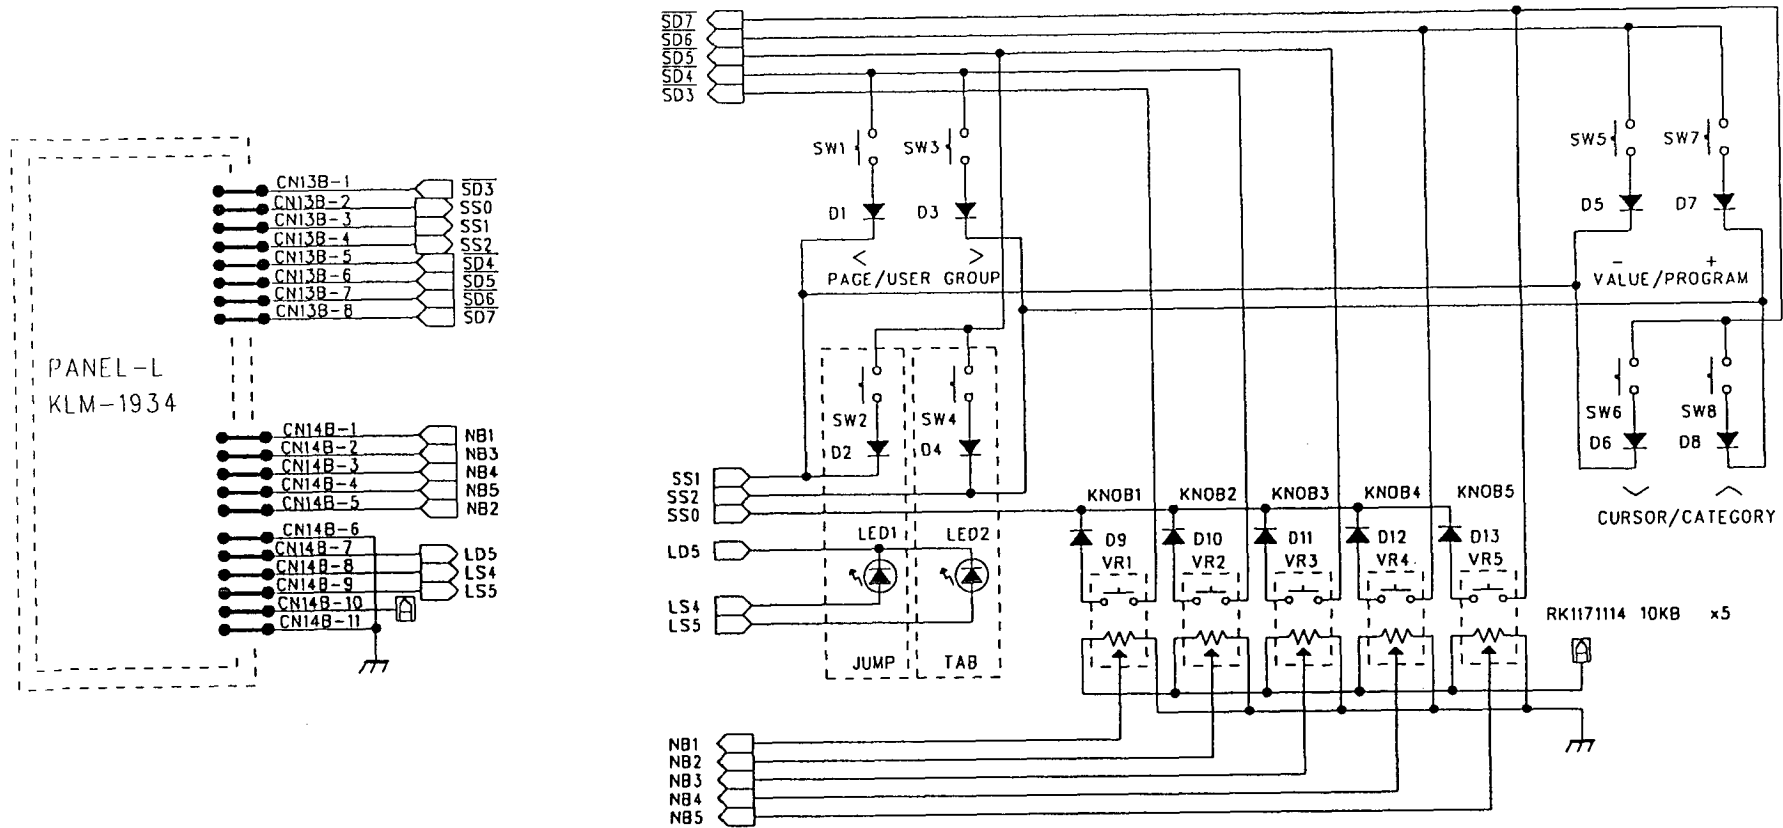 PANEL-L
KLM-1934
CN13B-1 SD3
CN13B-2 SS0
CN13B-3 SS1
CN13B-4 SS2
CN13B-5 SD4
CN13B-6 SD5
CN13B-7 SD6
CN13B-8 SD7
CN14B-1 NB1
CN14B-2 NB3
CN14B-3 NB4
CN14B-4 NB5
CN14B-5 NB2
CN14B-6
CN14B-7 LD5
CN14B-8 LS4
CN14B-9 LS5
CN14B-10
CN14B-11
SD7
SD6
SD5
SD4
SD3
SW1 SW3
D1 D3
< >
PAGE/USER GROUP
SW5 SW7
D5 D7
- +
VALUE/PROGRAM
SW2 SW4
D2 D4
SW6 SW8
D6 D8
CURSOR/CATEGORY
SS1
SS2
SS0
LD5
LED1 LED2
LS4
LS5
JUMP TAB
KNOB1 KNOB2 KNOB3 KNOB4 KNOB5
D9 D10 D11 D12 D13
VR1 VR2 VR3 VR4 VR5
RK1171114 10KB x5
NB1
NB2
NB3
NB4
NB5